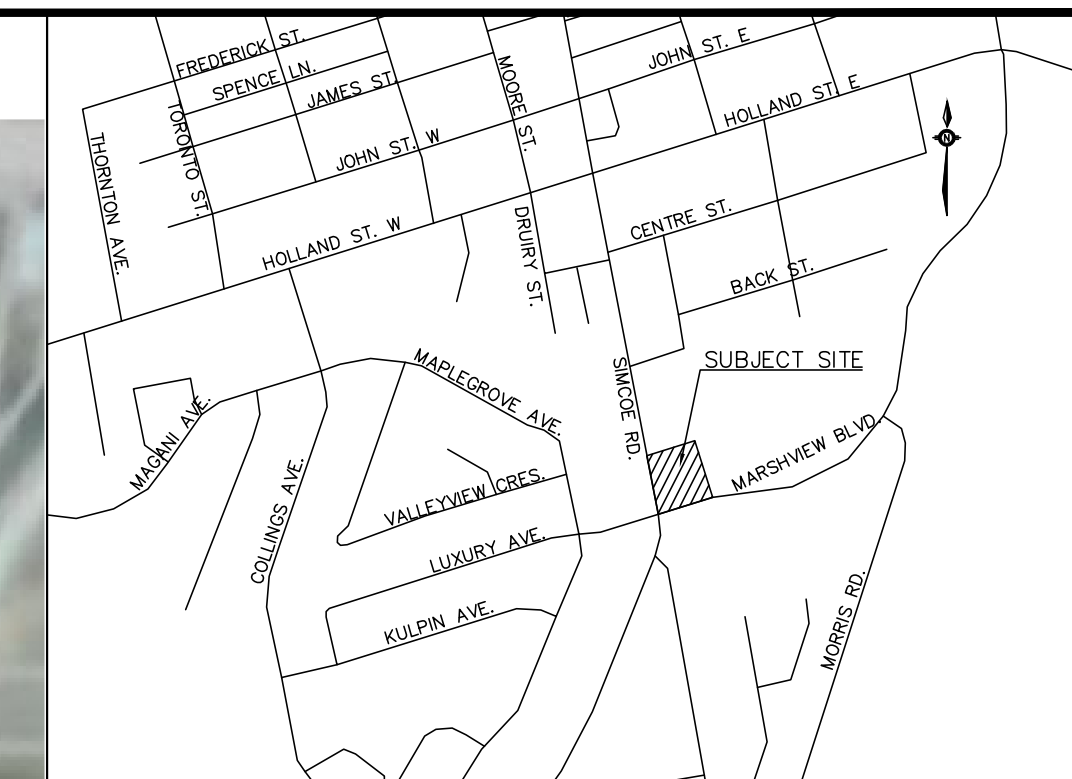 FREDERICK ST.
SPENCE LN.
JAMES ST.
MOORE ST.
JOHN ST. E
HOLLAND ST. E
TORONTO ST.
THORNTON AVE.
JOHN ST. W
N
HOLLAND ST. W
DRUIRY ST.
CENTRE ST.
BACK ST.
SUBJECT SITE
SIMCOE RD.
MAPLEGROVE AVE.
MAGANI AVE.
MARSHVIEW BLVD.
COLLINGS AVE.
VALLEYVIEW CRES.
LUXURY AVE.
KULPIN AVE.
MORRIS RD.